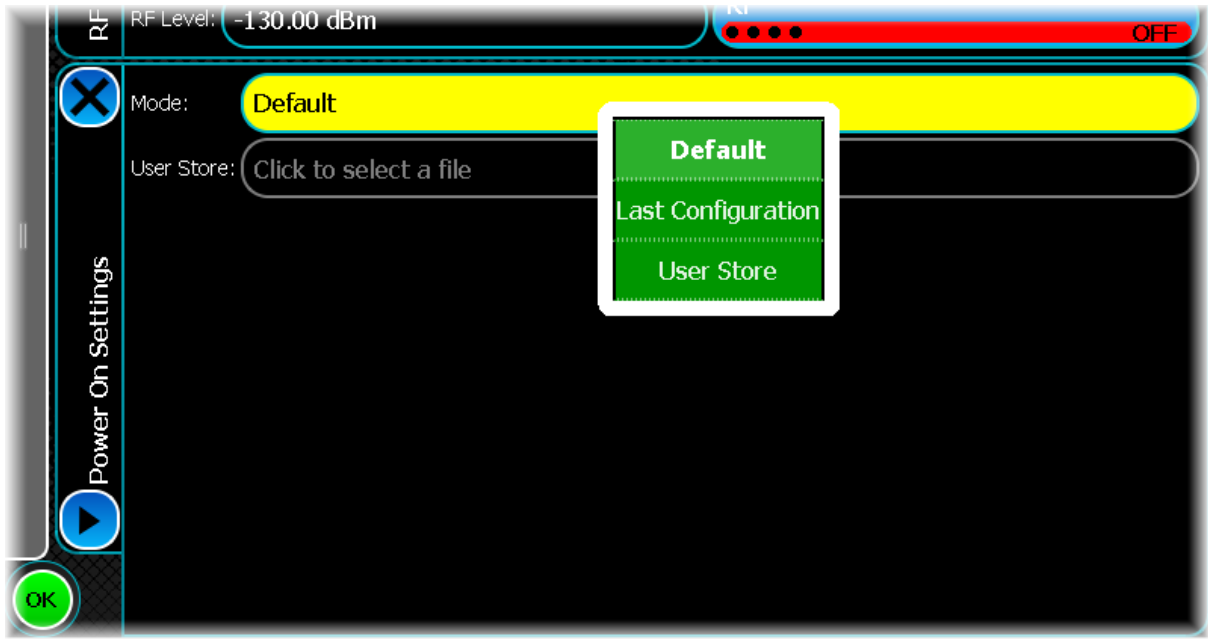 RF
RF Level: -130.00 dBm
RF
OFF
Mode: Default
User Store: Click to select a file
Default
Last Configuration
User Store
Power On Settings
OK